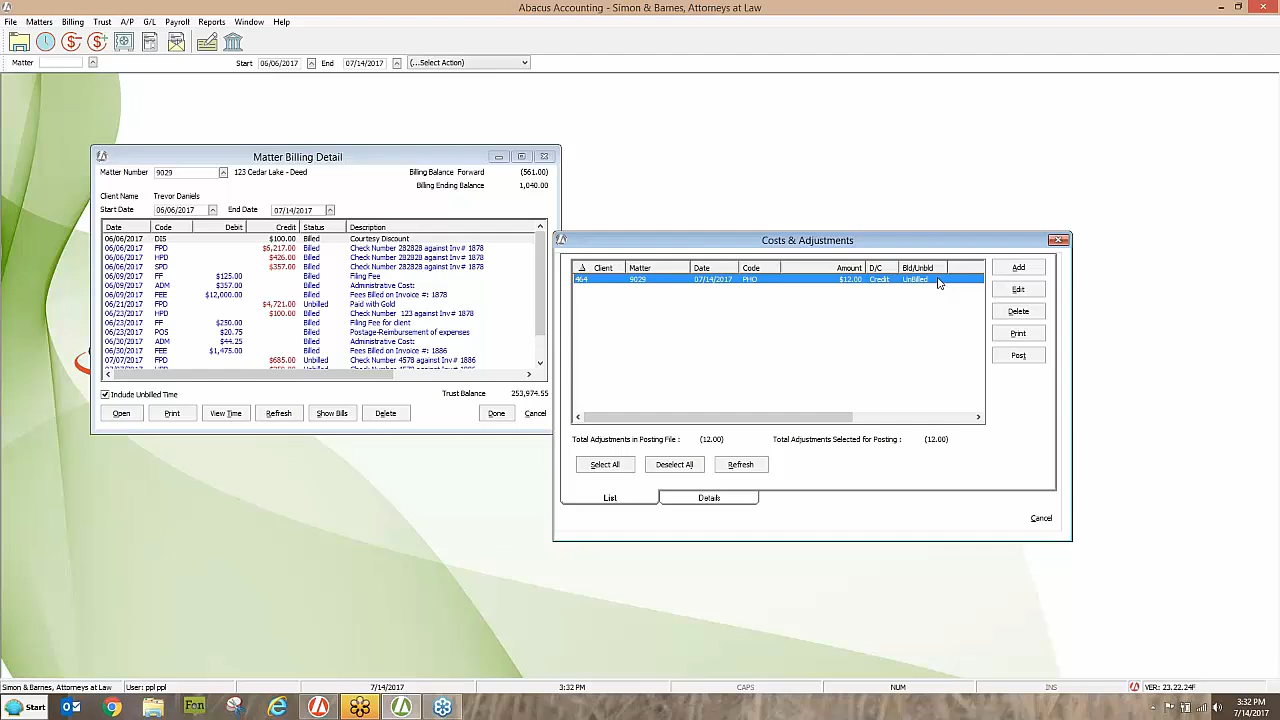 Abacus Accounting - Simon & Barnes, Attorneys at Law
File Matters Billing Trust A/P G/L Payroll Reports Window Help
Matter Start 06/06/2017 End 07/14/2017 (...Select Action)
Matter Billing Detail
Matter Number 9029 123 Cedar Lake - Deed Billing Balance Forward (561.00)
Billing Ending Balance 1,040.00
Client Name Trevor Daniels
Start Date 06/06/2017 End Date 07/14/2017
Date Code Debit Credit Status Description
06/06/2017 DIS $100.00 Billed Courtesy Discount
06/06/2017 FPD $6,217.00 Billed Check Number 282828 against Inv# 1878
06/06/2017 HPD $426.00 Billed Check Number 282828 against Inv# 1878
06/06/2017 SPD $357.00 Billed Check Number 282828 against Inv# 1878
06/09/2017 FF $125.00 Billed Filing Fee
06/09/2017 ADM $357.00 Billed Administrative Cost:
06/09/2017 FEE $12,000.00 Billed Fees Billed on Invoice #: 1878
06/21/2017 FPD $4,721.00 Unbilled Paid with Gold
06/23/2017 HPD $100.00 Billed Check Number 123 against Inv# 1878
06/23/2017 FF $250.00 Billed Filing Fee for client
06/23/2017 POS $20.75 Billed Postage-Reimbursement of expenses
06/30/2017 ADM $44.25 Billed Administrative Cost:
06/30/2017 FEE $1,475.00 Billed Fees Billed on Invoice #: 1886
07/07/2017 FPD $685.00 Unbilled Check Number 4578 against Inv# 1886
Include Unbilled Time Trust Balance 253,974.55
Open Print View Time Refresh Show Bills Delete Done Cancel
Costs & Adjustments
Client Matter Date Code Amount D/C Bld/Unbld
464 9029 07/14/2017 PHO $12.00 Credit UnBilled
Add
Edit
Delete
Print
Post
Total Adjustments in Posting File : (12.00) Total Adjustments Selected for Posting : (12.00)
Select All Deselect All Refresh
List Details
Cancel
Simon & Barnes, Attorneys at Law User: ppl ppl 7/14/2017 3:32 PM CAPS NUM INS VER: 23.22.24F
Start Fon 3:32 PM
7/14/2017